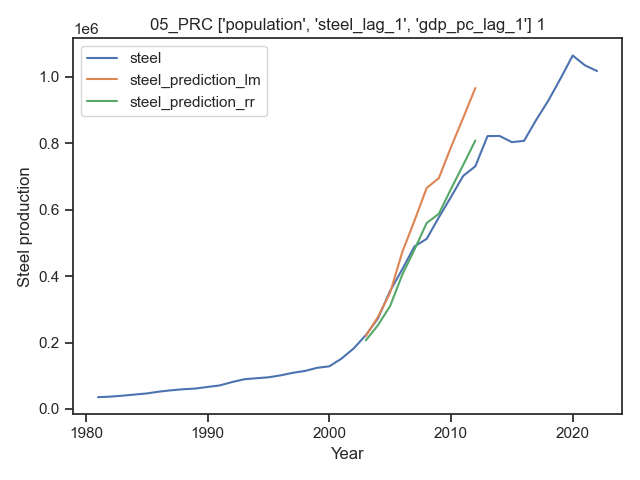 05_PRC ['population', 'steel_lag_1', 'gdp_pc_lag_1'] 1
1e6
steel
steel_prediction_lm
steel_prediction_rr
1.0
0.8
0.6
0.4
0.2
0.0
Steel production
1980
1990
2000
2010
2020
Year